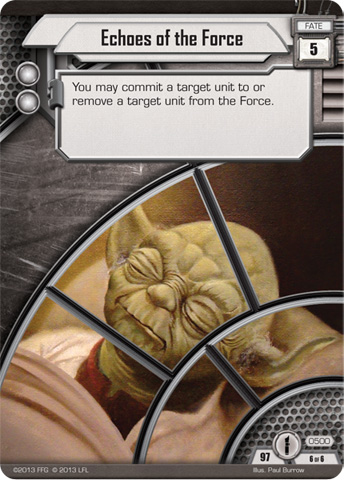 Echoes of the Force
FATE
5
You may commit a target unit to or
remove a target unit from the Force.
0500
97
6 OF 6
©2013 FFG © 2013 LFL
Illus. Paul Burrow